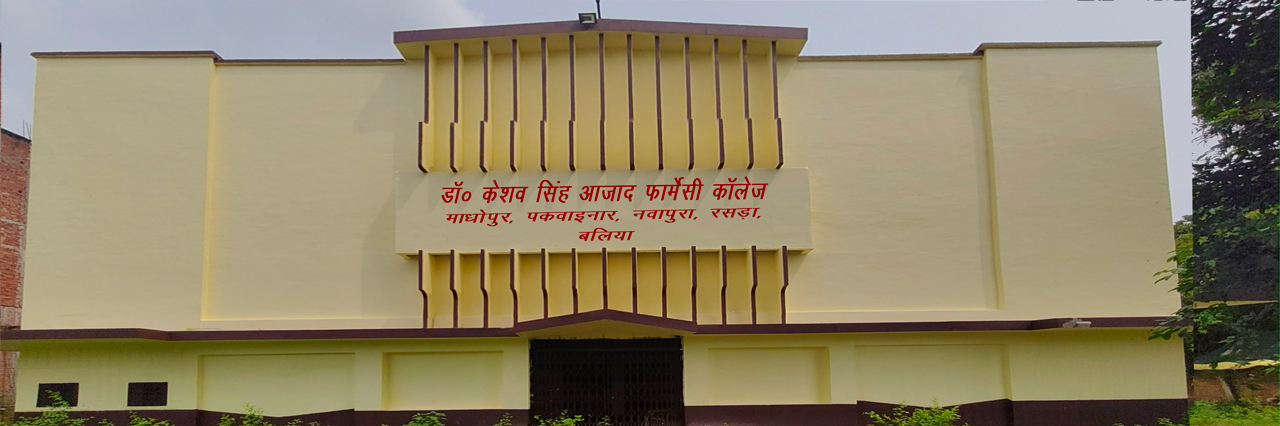 डॉ० केशव सिंह आजाद फार्मेसी कॉलेज
माधोपुर, पकवाइनार, नवापुरा, रसड़ा,
बलिया